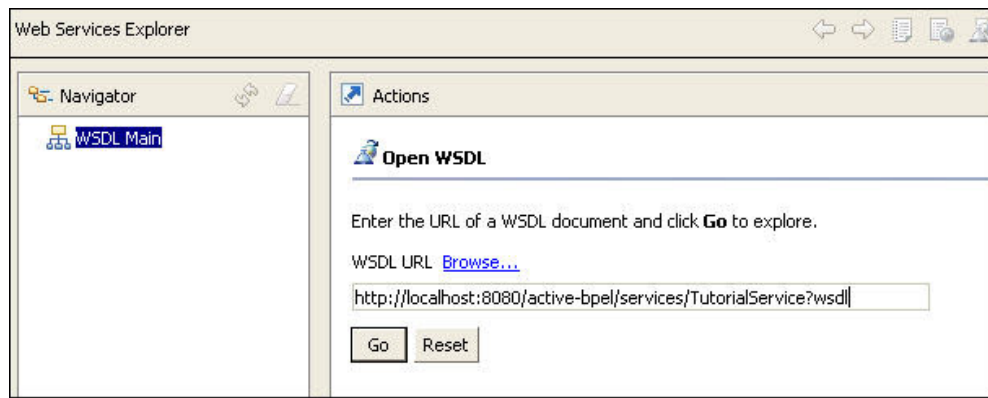 Web Services Explorer
Navigator
WSDL Main
Actions
Open WSDL
Enter the URL of a WSDL document and click Go to explore.
WSDL URL Browse...
http://localhost:8080/active-bpel/services/TutorialService?wsdl
Go Reset